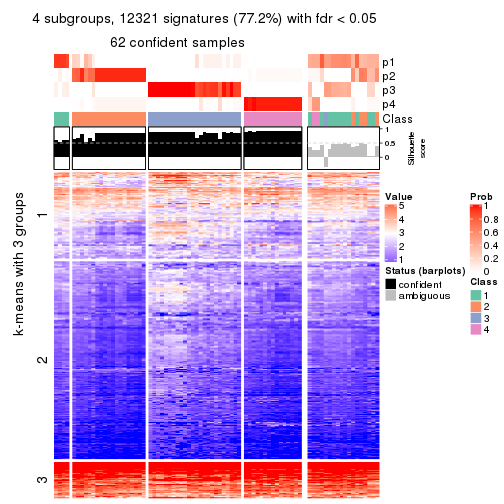 4 subgroups, 12321 signatures (77.2%) with fdr < 0.05
62 confident samples
p1
p2
p3
p4
Class
1
0.5
0
Silhouette
score
k-means with 3 groups
1
2
3
Value
5
4
3
2
1
Status (barplots)
confident
ambiguous
Prob
1
0.8
0.6
0.4
0.2
0
Class
1
2
3
4